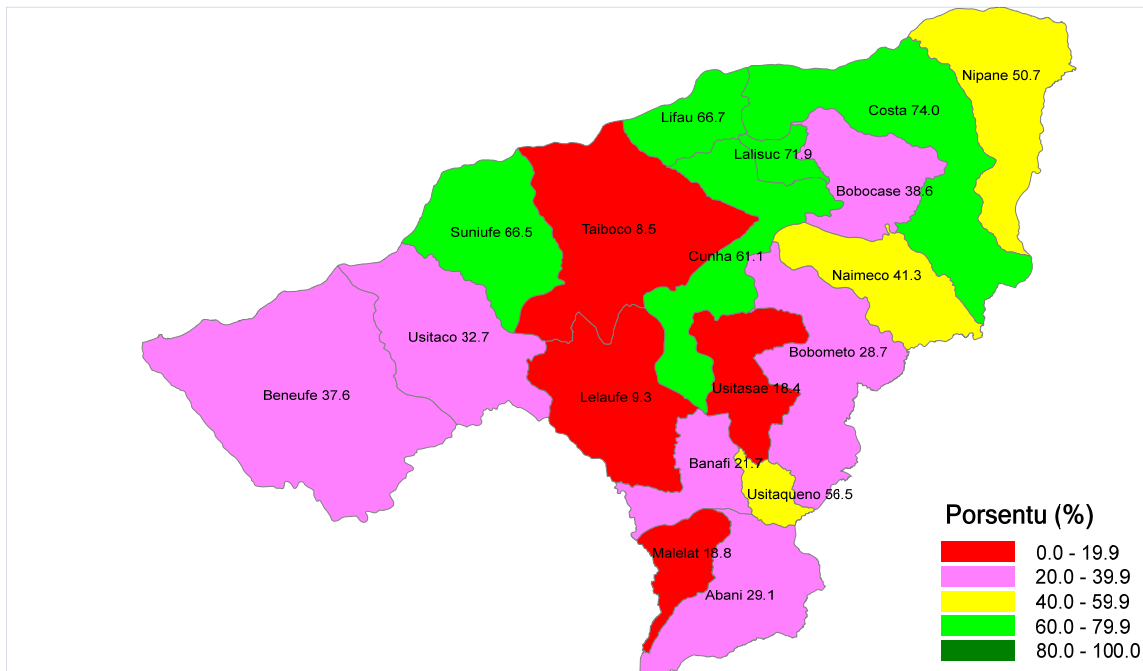 Nipane 50.7
Costa 74.0
Lifau 66.7
Lalisuc 71.9
Bobocase 38.6
Suniufe 66.5
Taiboco 8.5
Cunha 61.1
Naimeco 41.3
Usitaco 32.7
Bobometo 28.7
Beneufe 37.6
Lelaufe 9.3
Usitasae 18.4
Banafi 21.7
Usitaqueno 56.5
Malelat 18.8
Abani 29.1
Porsentu (%)
0.0 - 19.9
20.0 - 39.9
40.0 - 59.9
60.0 - 79.9
80.0 - 100.0